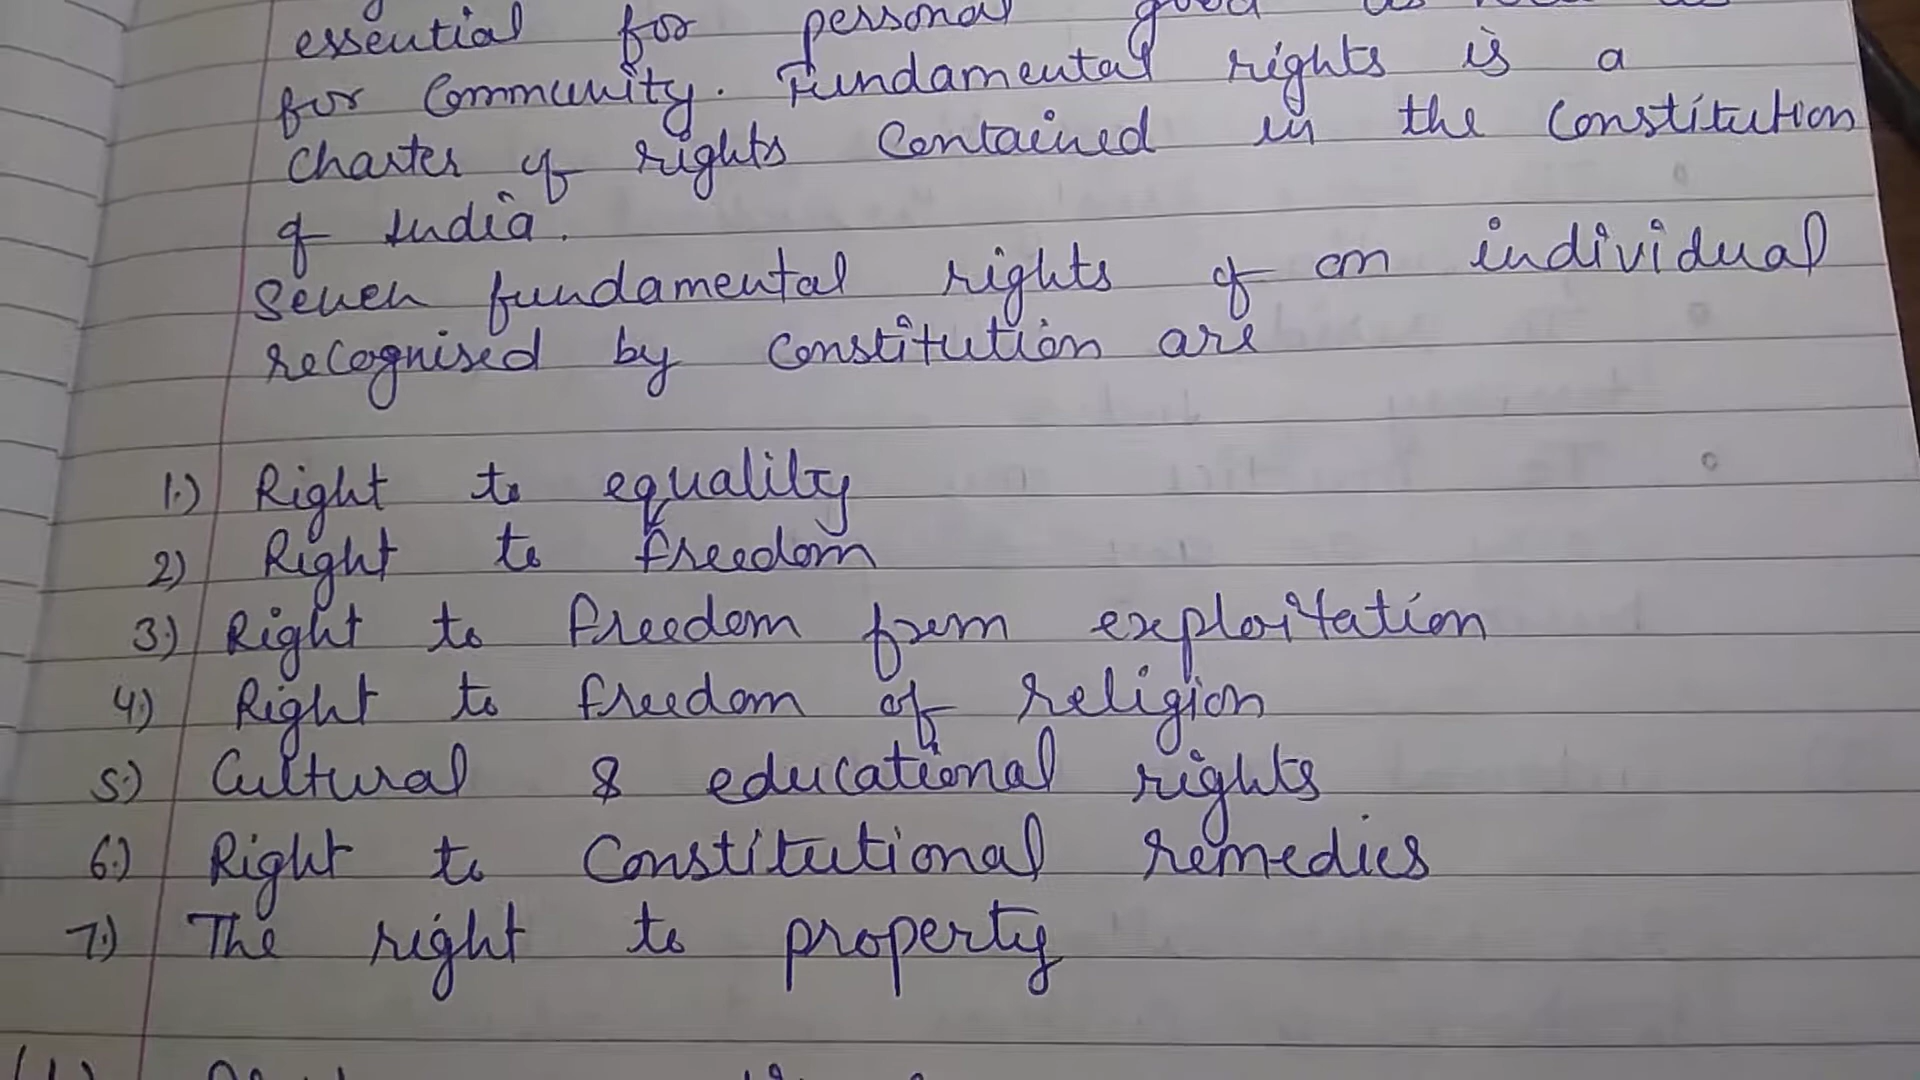 essential for personal good as
for Community. Fundamental rights is a
Charter of rights Contained in the Constitution
of India.
Seven fundamental rights of an individual
recognised by Constitution are
1.) Right to equality
2) Right to freedom
3.) Right to freedom from exploitation
4.) Right to freedom of religion
5.) Cultural & educational rights
6.) Right to Constitutional remedies
7.) The right to property